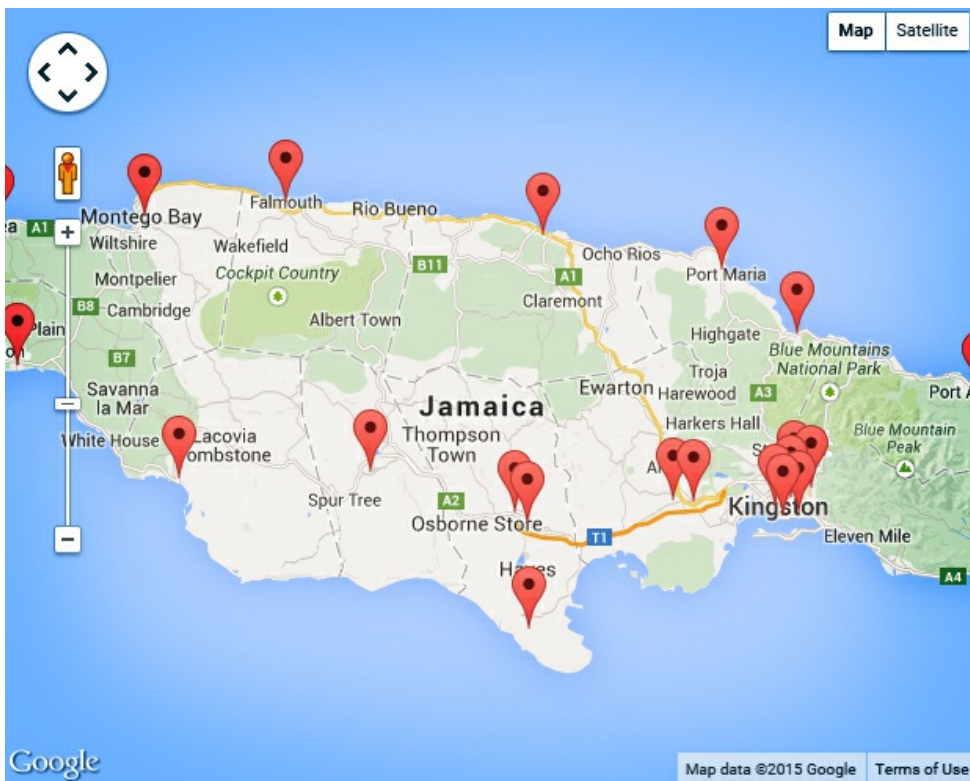 Map
Satellite
Montego Bay
Falmouth
Rio Bueno
A1
Wiltshire
Wakefield
Ocho Rios
B11
Cockpit Country
A1
Port Maria
Montpelier
Claremont
B8
Cambridge
Albert Town
Highgate
Plain
Blue Mountains
National Park
B7
Troja
Savanna
la Mar
Ewarton
Harewood
A3
Port A
Jamaica
Harkers Hall
White House
Lacovia
Tombstone
Thompson
Town
Blue Mountain
Peak
Spur Tree
A2
Kingston
Osborne Store
T1
Eleven Mile
A4
Google
Map data ©2015 Google
Terms of Use